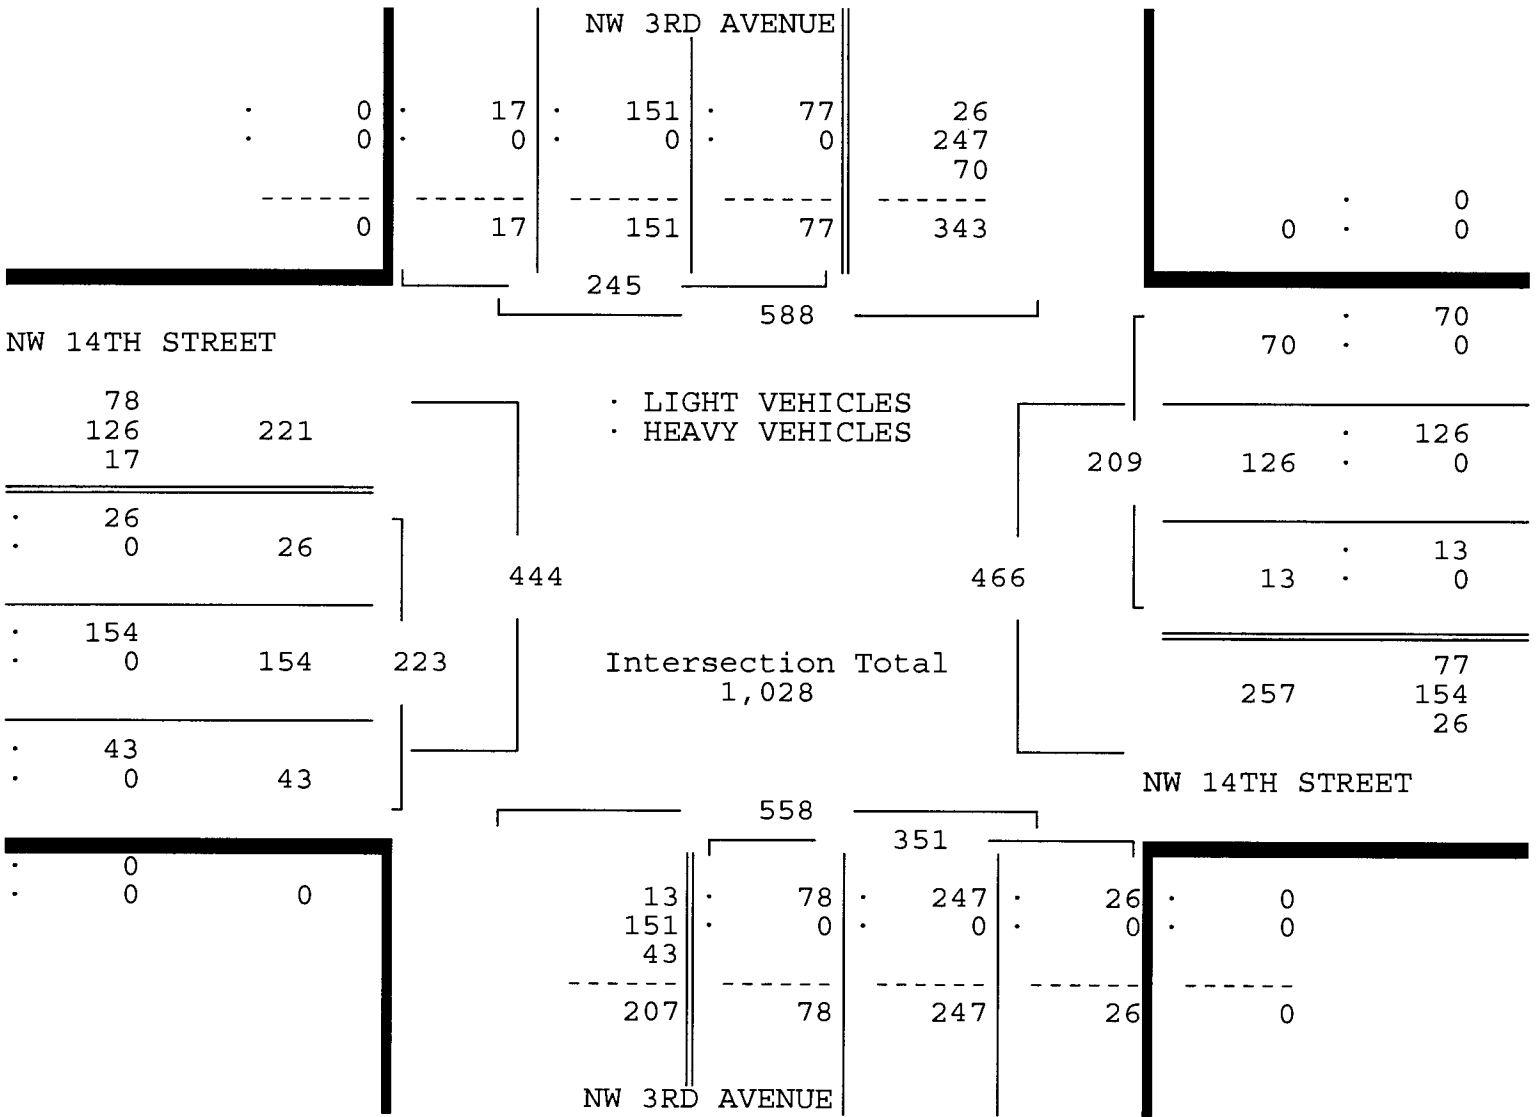 NW 3RD AVENUE
· 0 · 17 · 151 · 77 26
· 0 · 0 · 0 · 0 247
70
------ ------ ------ ------ ------
0 17 151 77 343
· 0
0 · 0
245
588
NW 14TH STREET
· 70
70 · 0
78
126 221
17
· LIGHT VEHICLES
· HEAVY VEHICLES
· 126
209 126 · 0
· 26
· 0 26
· 13
13 · 0
444
466
· 154
· 0 154 223
Intersection Total
1,028
77
257 154
26
· 43
· 0 43
NW 14TH STREET
558
351
· 0
· 0 0
13 · 78 · 247 · 26 · 0
151 · 0 · 0 · 0 · 0
43
------ ------ ------ ------ ------
207 78 247 26 0
NW 3RD AVENUE